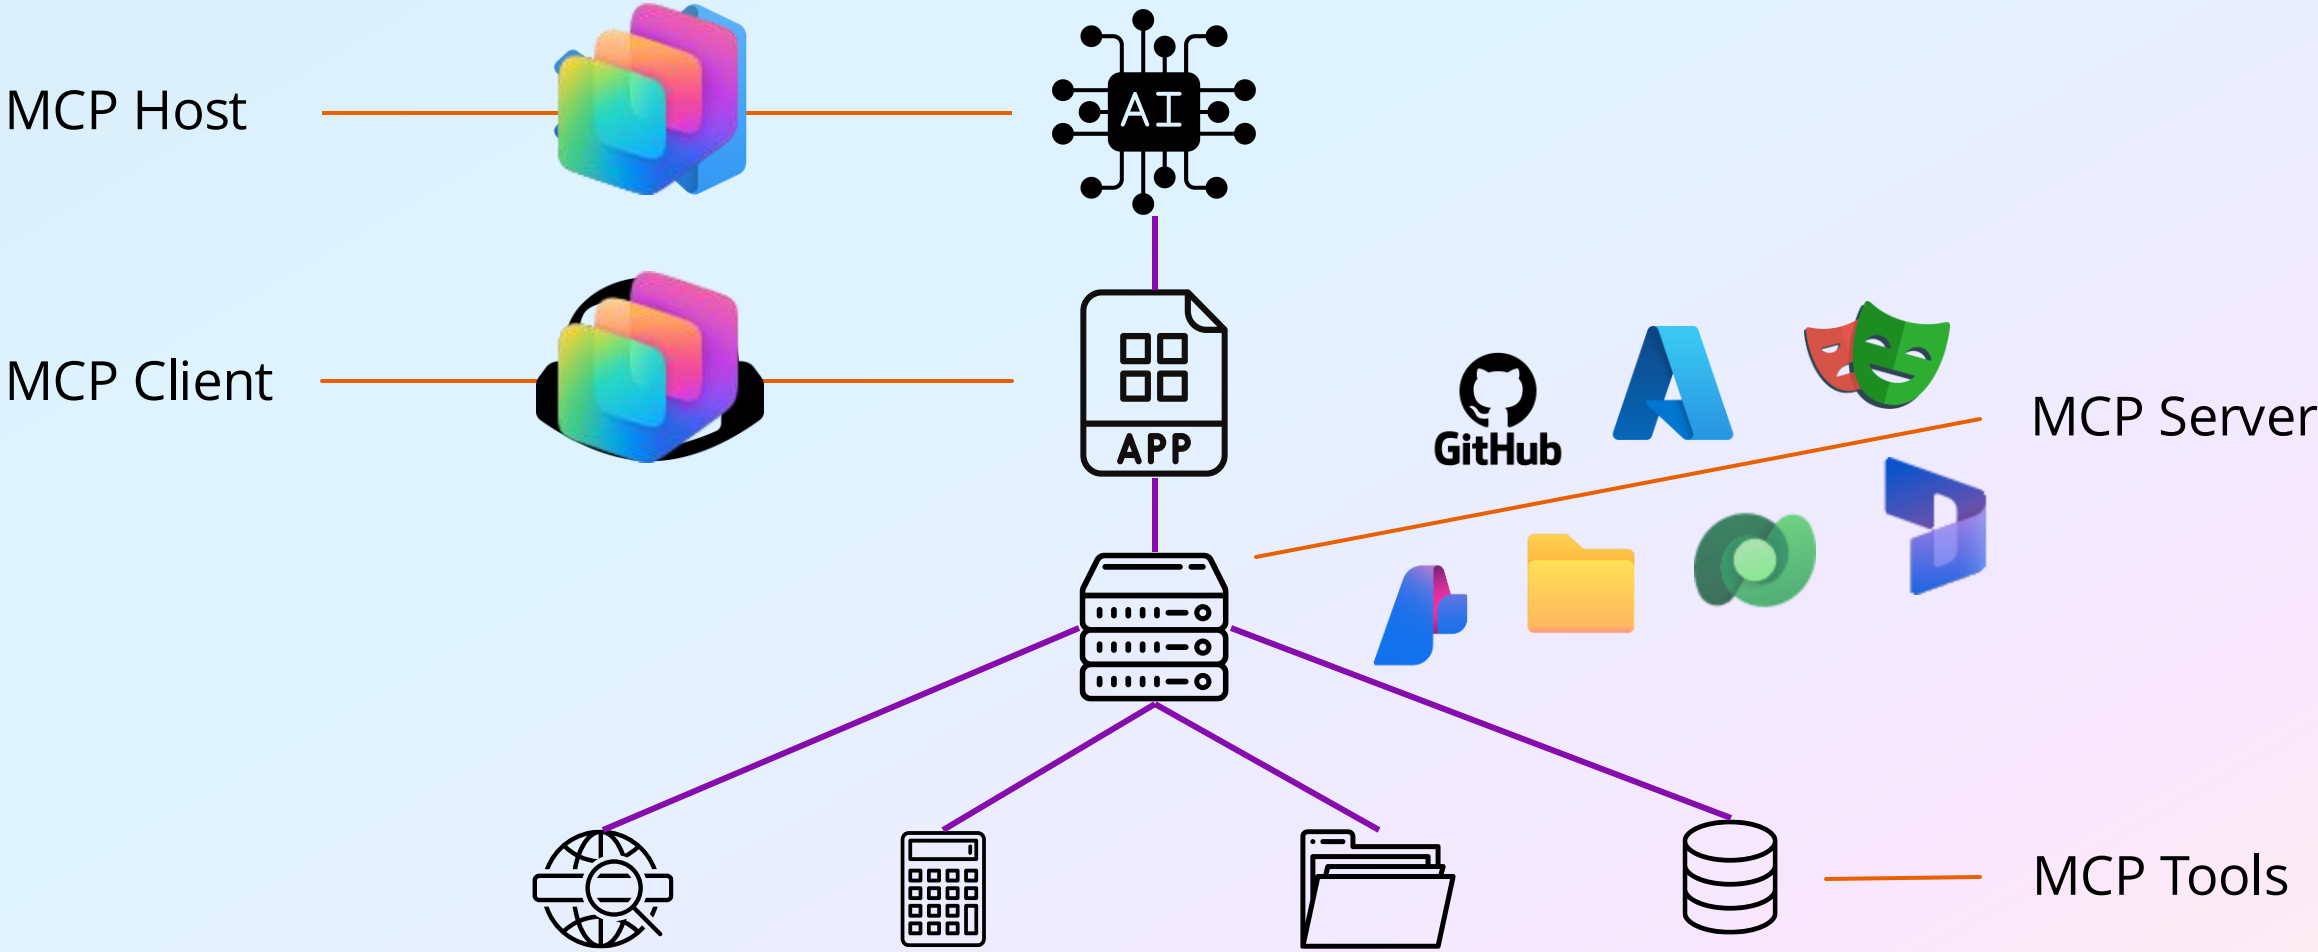 MCP Host
AI
MCP Client
APP
GitHub
MCP Server
MCP Tools